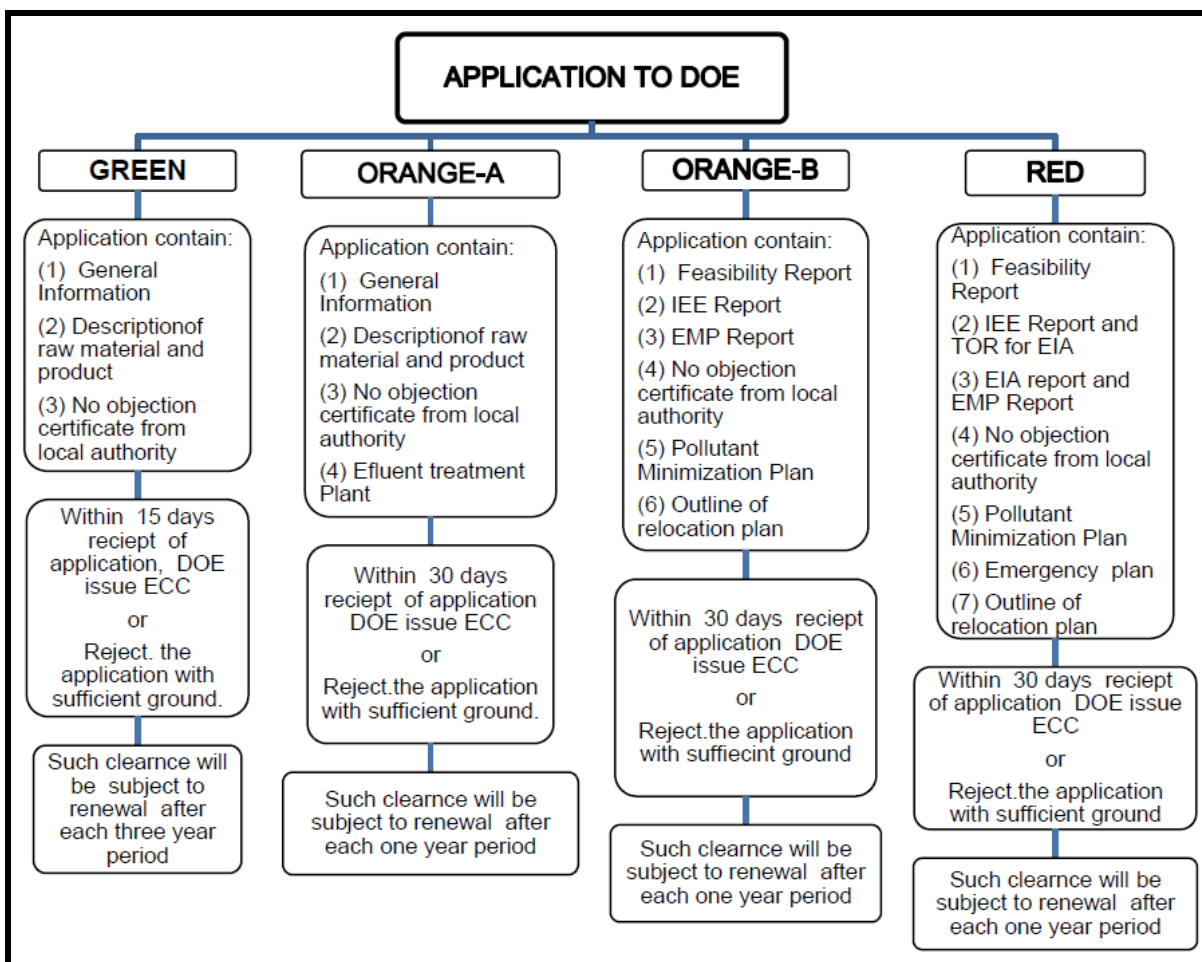 APPLICATION TO DOE
GREEN
Application contain:
(1) General
Information
(2) Descriptionof
raw material and
product
(3) No objection
certificate from
local authority
Within 15 days
reciept of
application, DOE
issue ECC
or
Reject. the
application with
sufficient ground.
Such clearnce will
be subject to
renewal after
each three year
period
ORANGE-A
Application contain:
(1) General
Information
(2) Descriptionof raw
material and product
(3) No objection
certificate from local
authority
(4) Efluent treatment
Plant
Within 30 days
reciept of application
DOE issue ECC
or
Reject.the application
with sufficient ground.
Such clearnce will be
subject to renewal after
each one year period
ORANGE-B
Application contain:
(1) Feasibility Report
(2) IEE Report
(3) EMP Report
(4) No objection
certificate from local
authority
(5) Pollutant
Minimization Plan
(6) Outline of
relocation plan
Within 30 days reciept
of application DOE
issue ECC
or
Reject.the application
with suffiecint ground
Such clearnce will be
subject to renewal after
each one year period
RED
Application contain:
(1) Feasibility
Report
(2) IEE Report and
TOR for EIA
(3) EIA report and
EMP Report
(4) No objection
certificate from local
authority
(5) Pollutant
Minimization Plan
(6) Emergency plan
(7) Outline of
relocation plan
Within 30 days reciept
of application DOE issue
ECC
or
Reject.the application
with sufficient ground
Such clearnce will be
subject to renewal after
each one year period